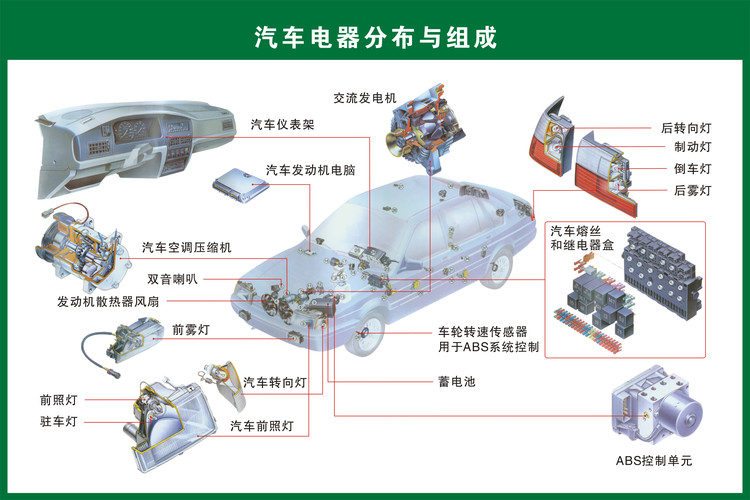 汽车电器分布与组成
交流发电机
汽车仪表架
后转向灯
制动灯
汽车发动机电脑
倒车灯
后雾灯
汽车熔丝
和继电器盒
汽车空调压缩机
双音喇叭
发动机散热器风扇
前雾灯
车轮转速传感器
用于ABS系统控制
汽车转向灯
蓄电池
前照灯
驻车灯
汽车前照灯
ABS控制单元